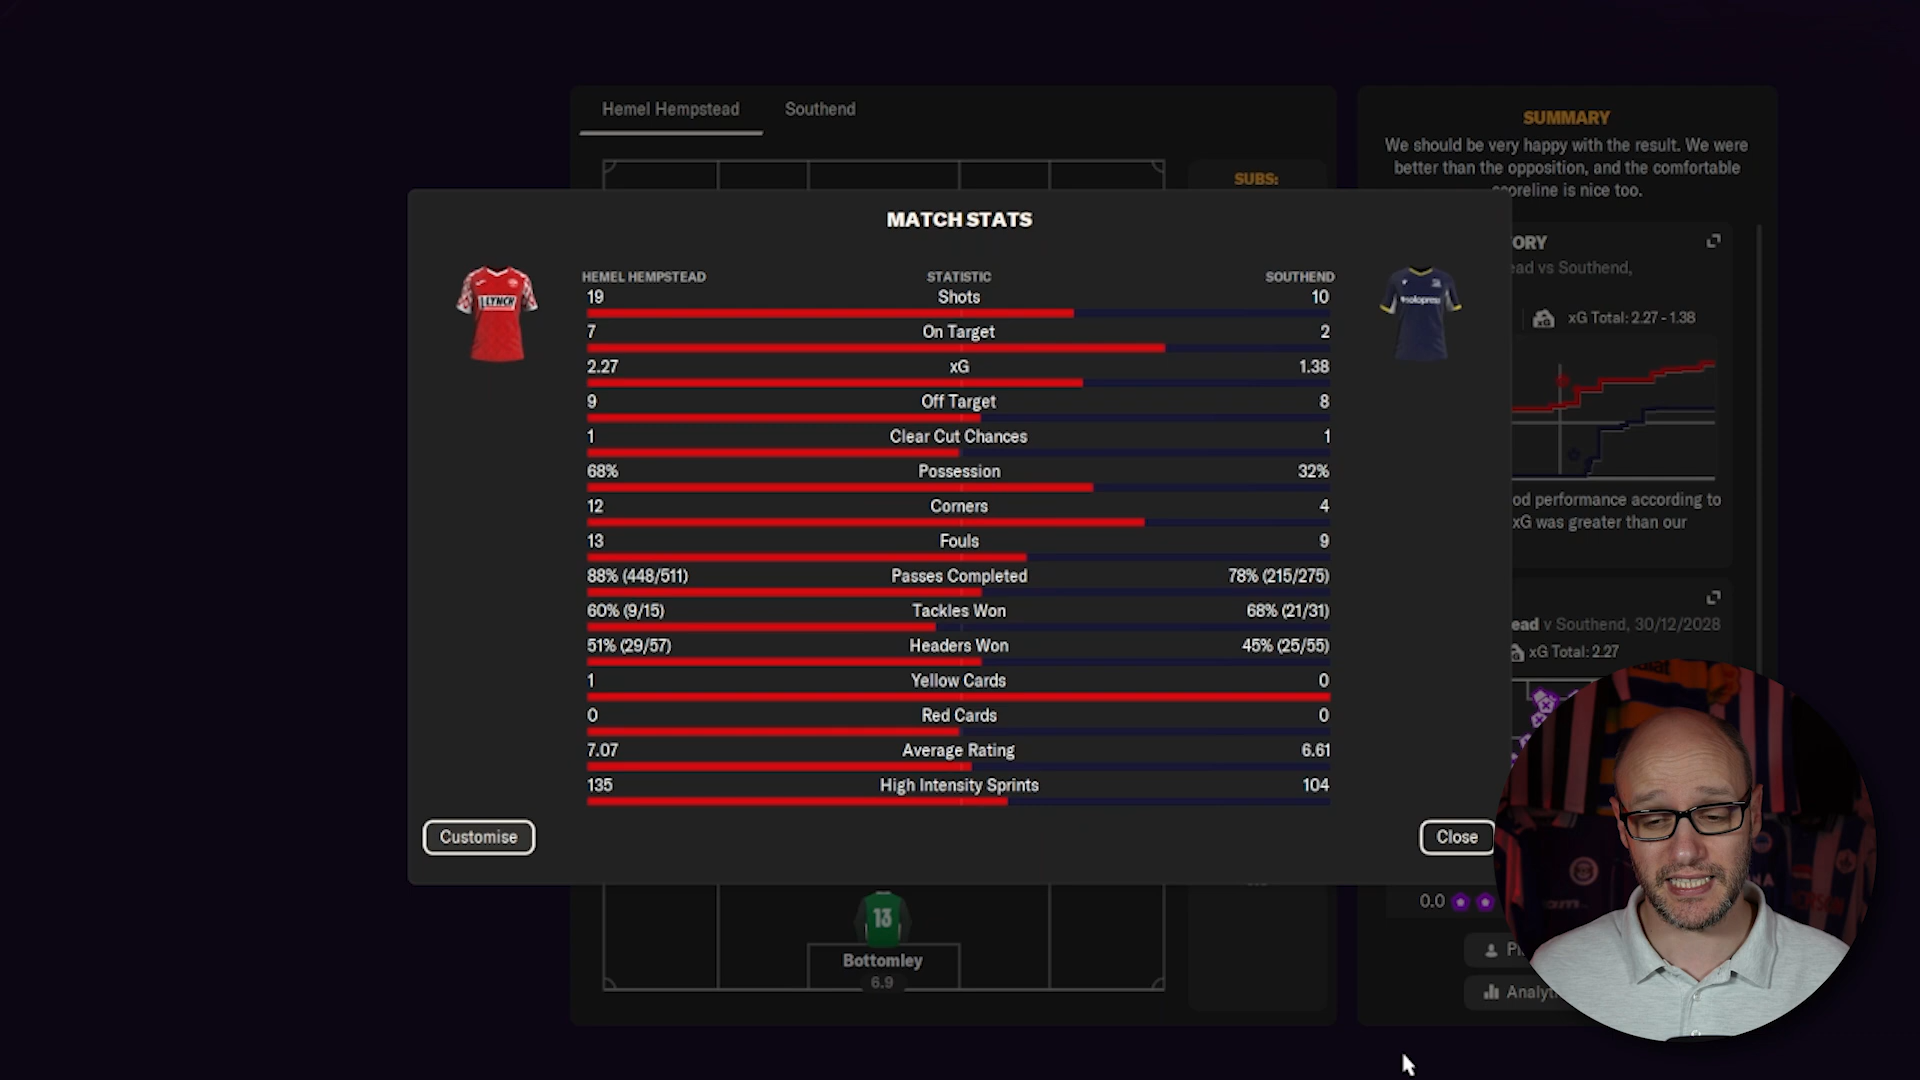 Hemel Hempstead Southend
SUMMARY
We should be very happy with the result. We were
better than the opposition, and the comfortable
scoreline is nice too.
SUBS:
MATCH STATS
HEMEL HEMPSTEAD STATISTIC SOUTHEND
19 Shots 10
7 On Target 2
2.27 xG 1.38
9 Off Target 8
1 Clear Cut Chances 1
68% Possession 32%
12 Corners 4
13 Fouls 9
88% (448/511) Passes Completed 78% (215/275)
60% (9/15) Tackles Won 68% (21/31)
51% (29/57) Headers Won 45% (25/55)
1 Yellow Cards 0
0 Red Cards 0
7.07 Average Rating 6.61
135 High Intensity Sprints 104
Customise Close
LYNCH
solopress
ORY
ead vs Southend,
xG xG Total: 2.27 - 1.38
od performance according to
xG was greater than our
ead v Southend, 30/12/2028
xG Total: 2.27
0.0
13
Bottomley
6.9